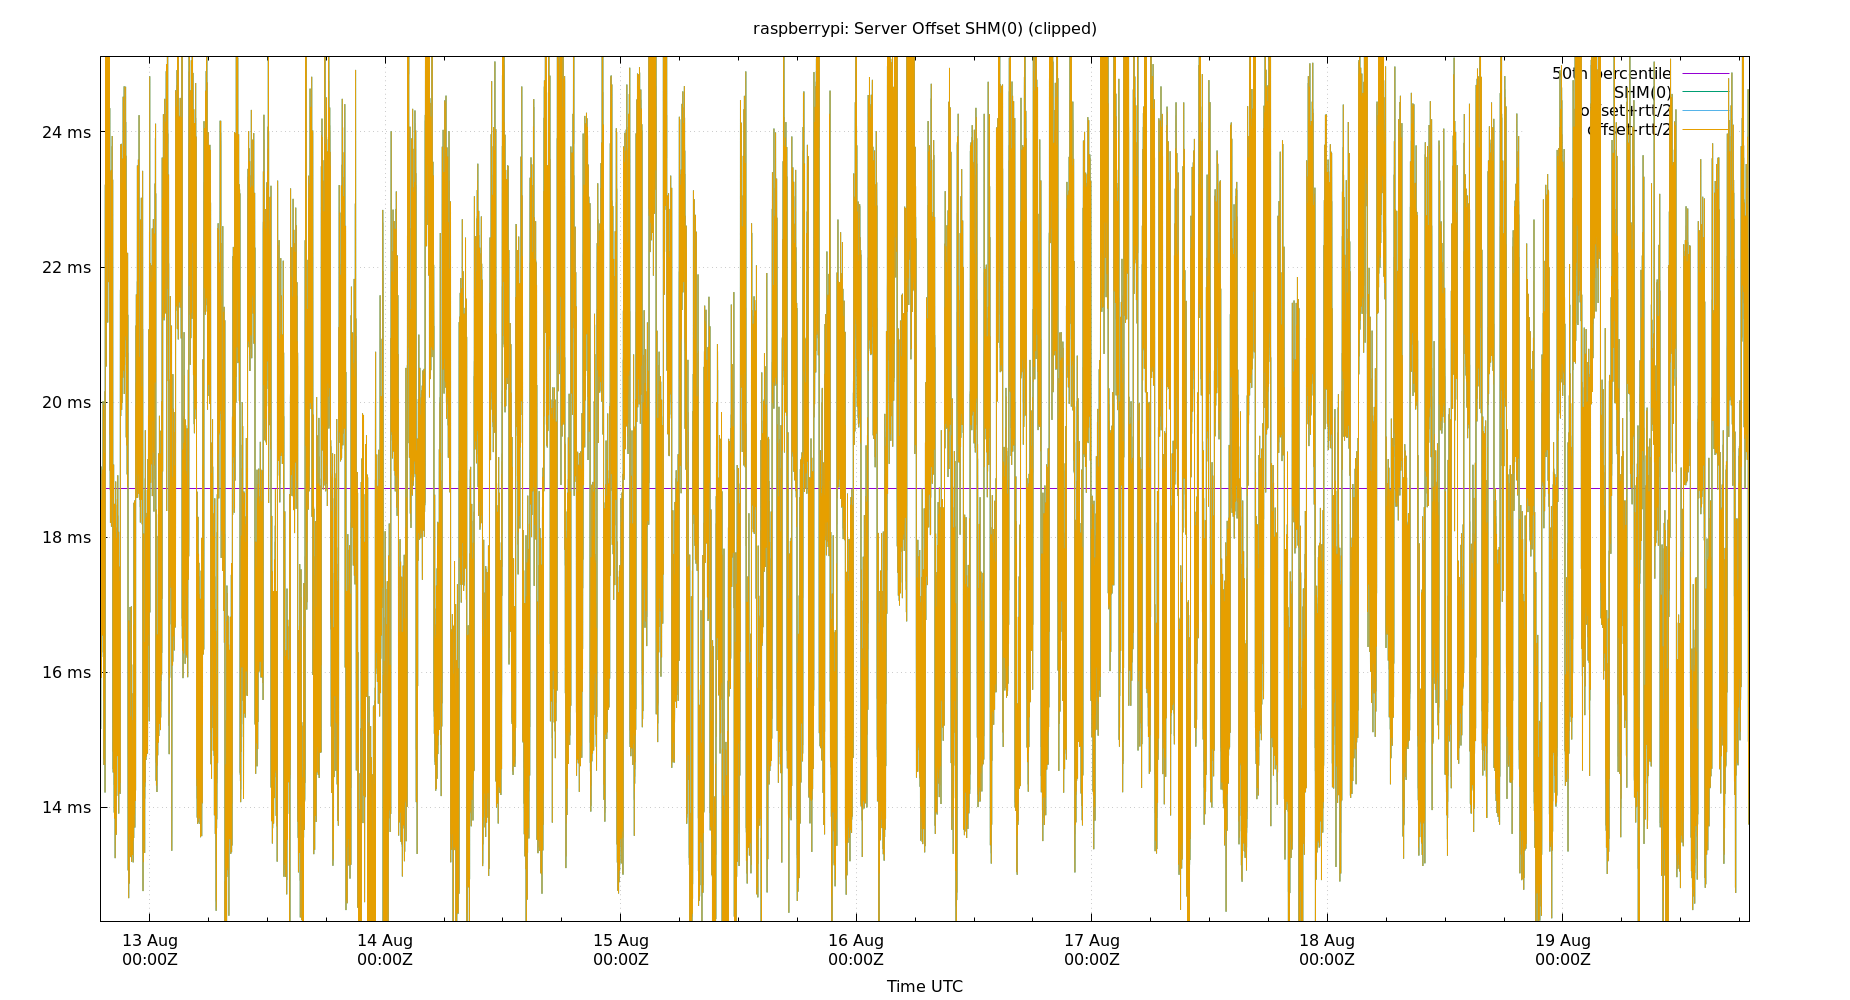 raspberrypi: Server Offset SHM(0) (clipped)
50th percentile
SHM(0)
offset+rtt/2
offset-rtt/2
24 ms
22 ms
20 ms
18 ms
16 ms
14 ms
13 Aug 14 Aug 15 Aug 16 Aug 17 Aug 18 Aug 19 Aug
00:00Z 00:00Z 00:00Z 00:00Z 00:00Z 00:00Z 00:00Z
Time UTC